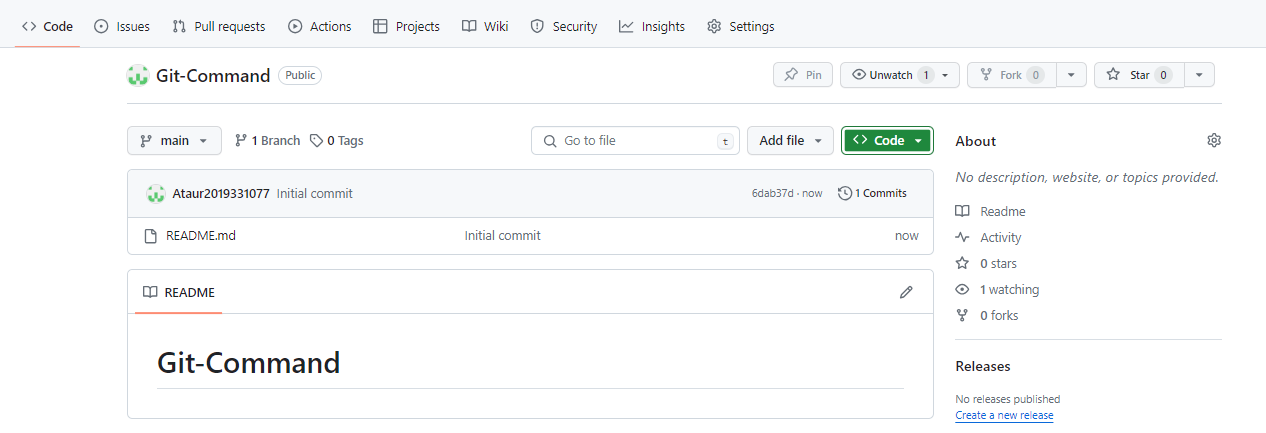 Code Issues Pull requests Actions Projects Wiki Security Insights Settings
Git-Command Public Pin Unwatch 1 Fork 0 Star 0
main 1 Branch 0 Tags Go to file t Add file Code
Ataur2019331077 Initial commit 6dab37d · now 1 Commits
README.md Initial commit now
README
Git-Command
About
No description, website, or topics provided.
Readme
Activity
0 stars
1 watching
0 forks
Releases
No releases published
Create a new release